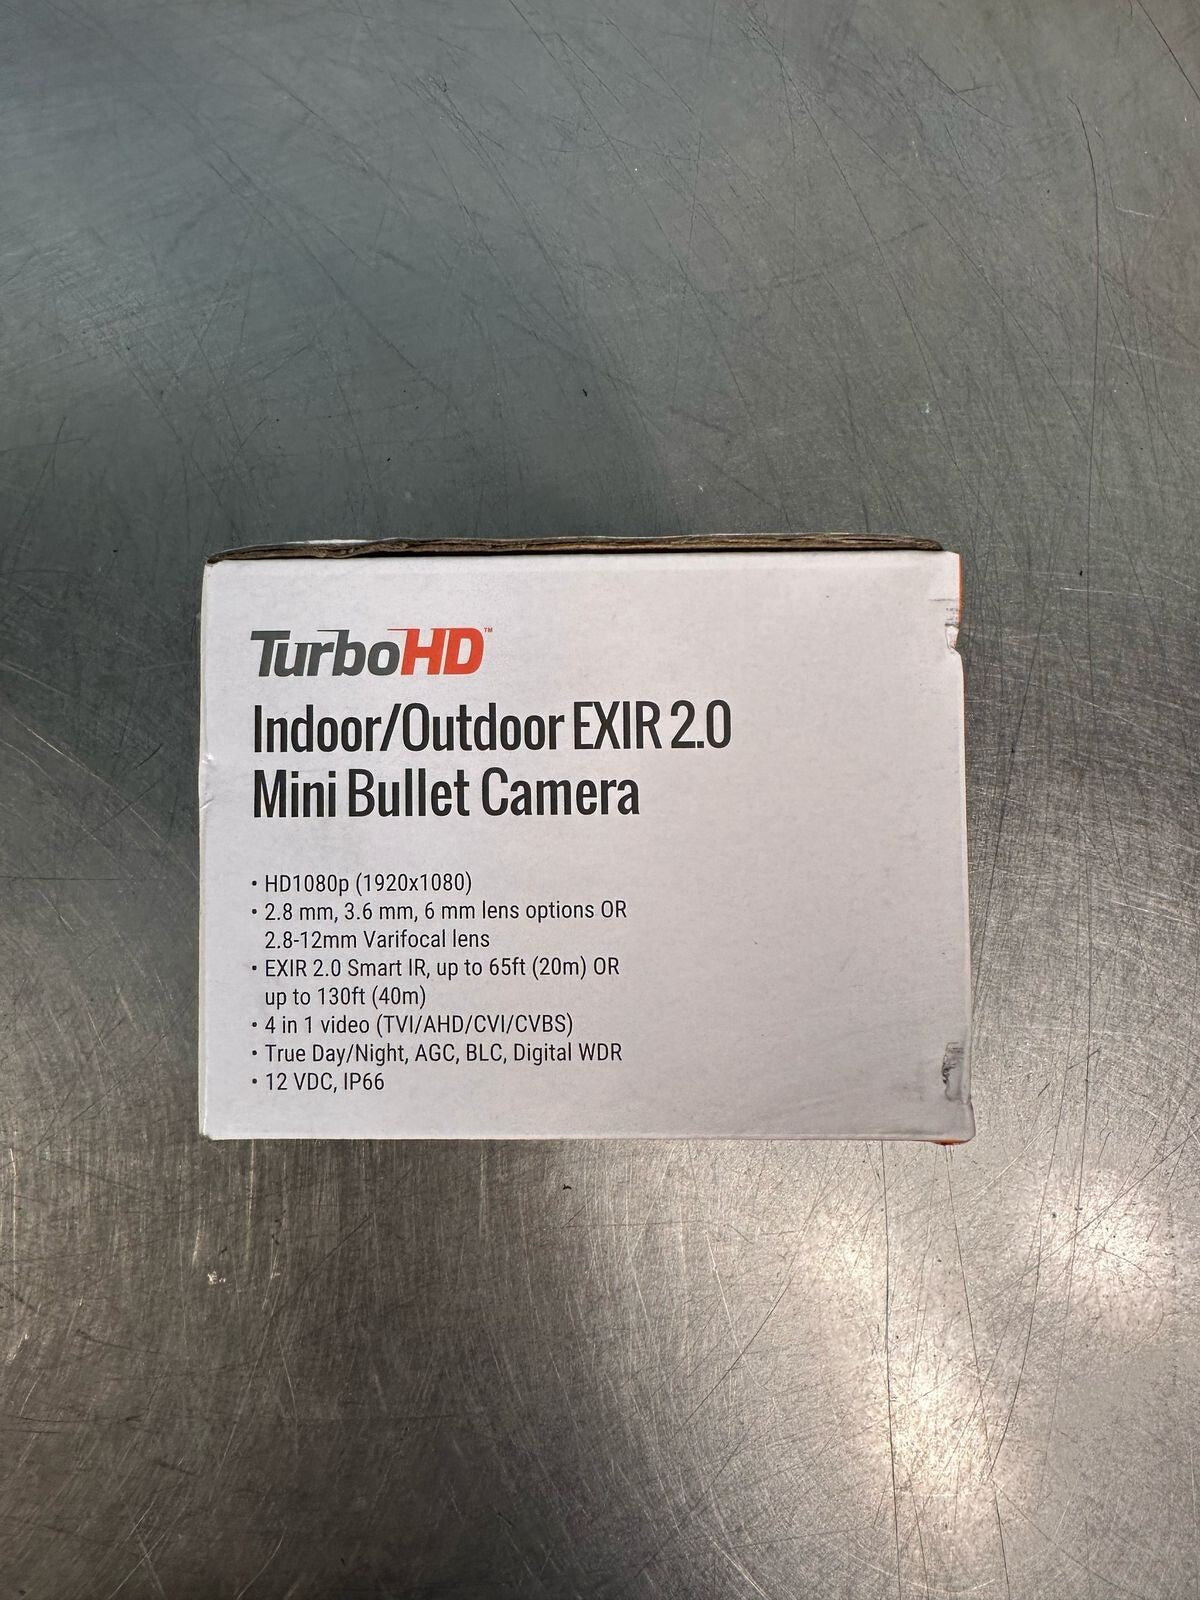 TurboHD™
Indoor/Outdoor EXIR 2.0
Mini Bullet Camera
• HD1080p (1920x1080)
• 2.8 mm, 3.6 mm, 6 mm lens options OR
2.8-12mm Varifocal lens
• EXIR 2.0 Smart IR, up to 65ft (20m) OR
up to 130ft (40m)
• 4 in 1 video (TVI/AHD/CVI/CVBS)
• True Day/Night, AGC, BLC, Digital WDR
• 12 VDC, IP66